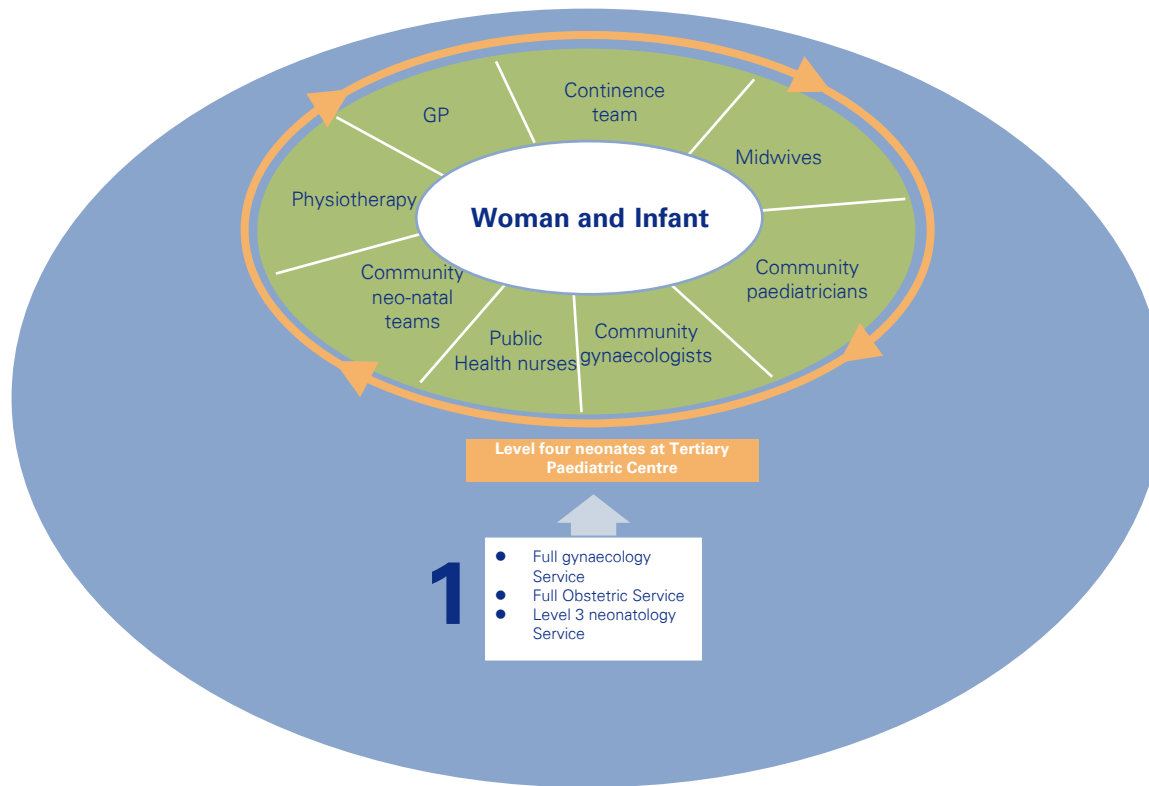 Continence
team
GP
Midwives
Physotherapy
Woman and Infant
Community
paediatricians
Community
neo-natal
teams
Public
Health nurses
Community
gynaecologists
Level four neonates at Tertiary
Paediatric Centre
1
● Full gynaecology
Service
● Full Obstetric Service
● Level 3 neonatology
Service